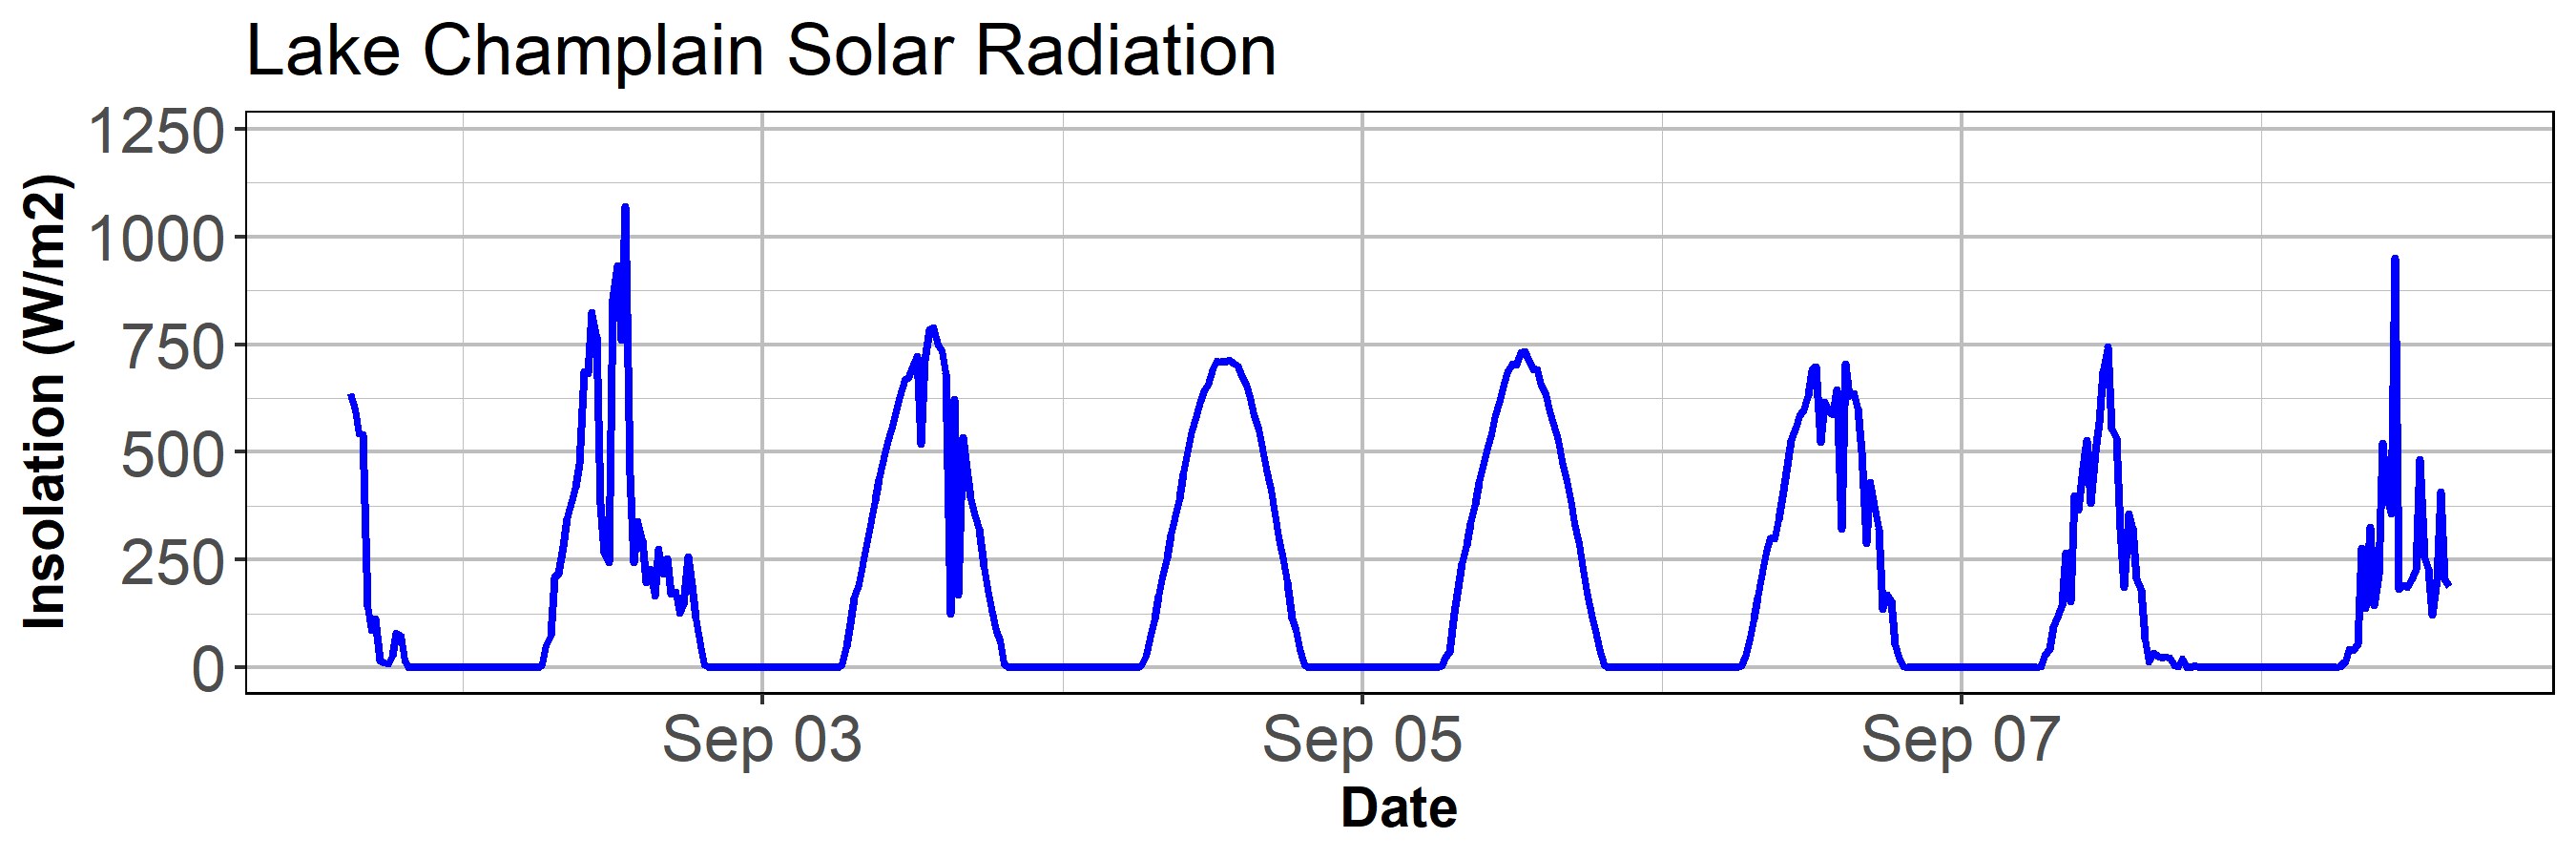 Lake Champlain Solar Radiation
1250
1000
750
500
250
0
Insolation (W/m2)
Sep 03
Sep 05
Sep 07
Date